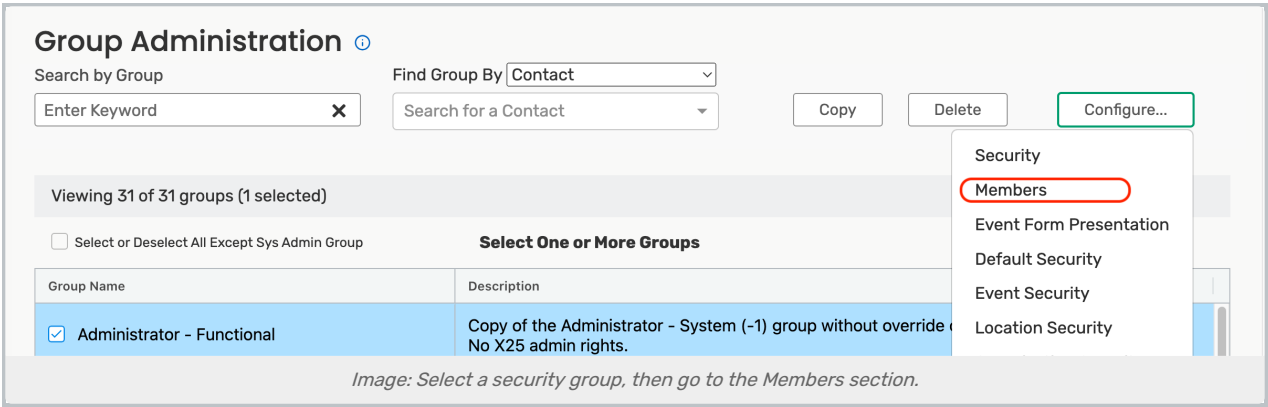 Group Administration
Search by Group
Find Group By Contact
Enter Keyword
Search for a Contact
Copy
Delete
Configure...
Security
Members
Event Form Presentation
Default Security
Event Security
Location Security
Viewing 31 of 31 groups (1 selected)
Select or Deselect All Except Sys Admin Group
Select One or More Groups
Group Name
Description
Administrator - Functional
Copy of the Administrator - System (-1) group without override
No X25 admin rights.
Image: Select a security group, then go to the Members section.